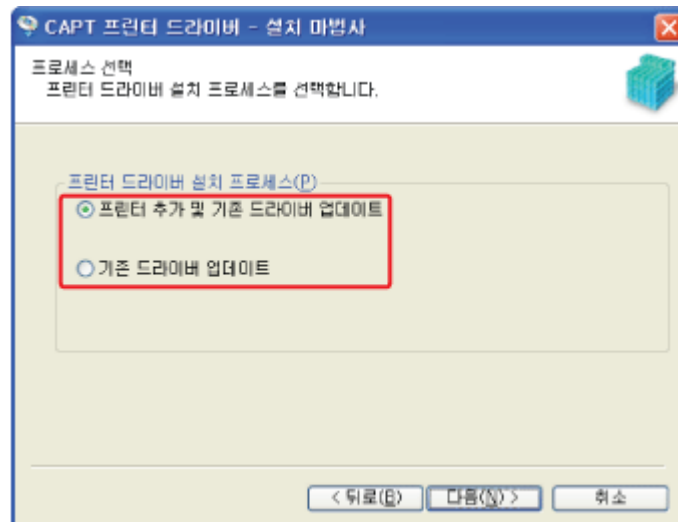 CAPT 프린터 드라이버 - 설치 마법사
프로세스 선택
프린터 드라이버 설치 프로세스를 선택합니다.
프린터 드라이버 설치 프로세스(P)
프린터 추가 및 기존 드라이버 업데이트
기존 드라이버 업데이트
< 뒤로(B) 다음(N) > 취소